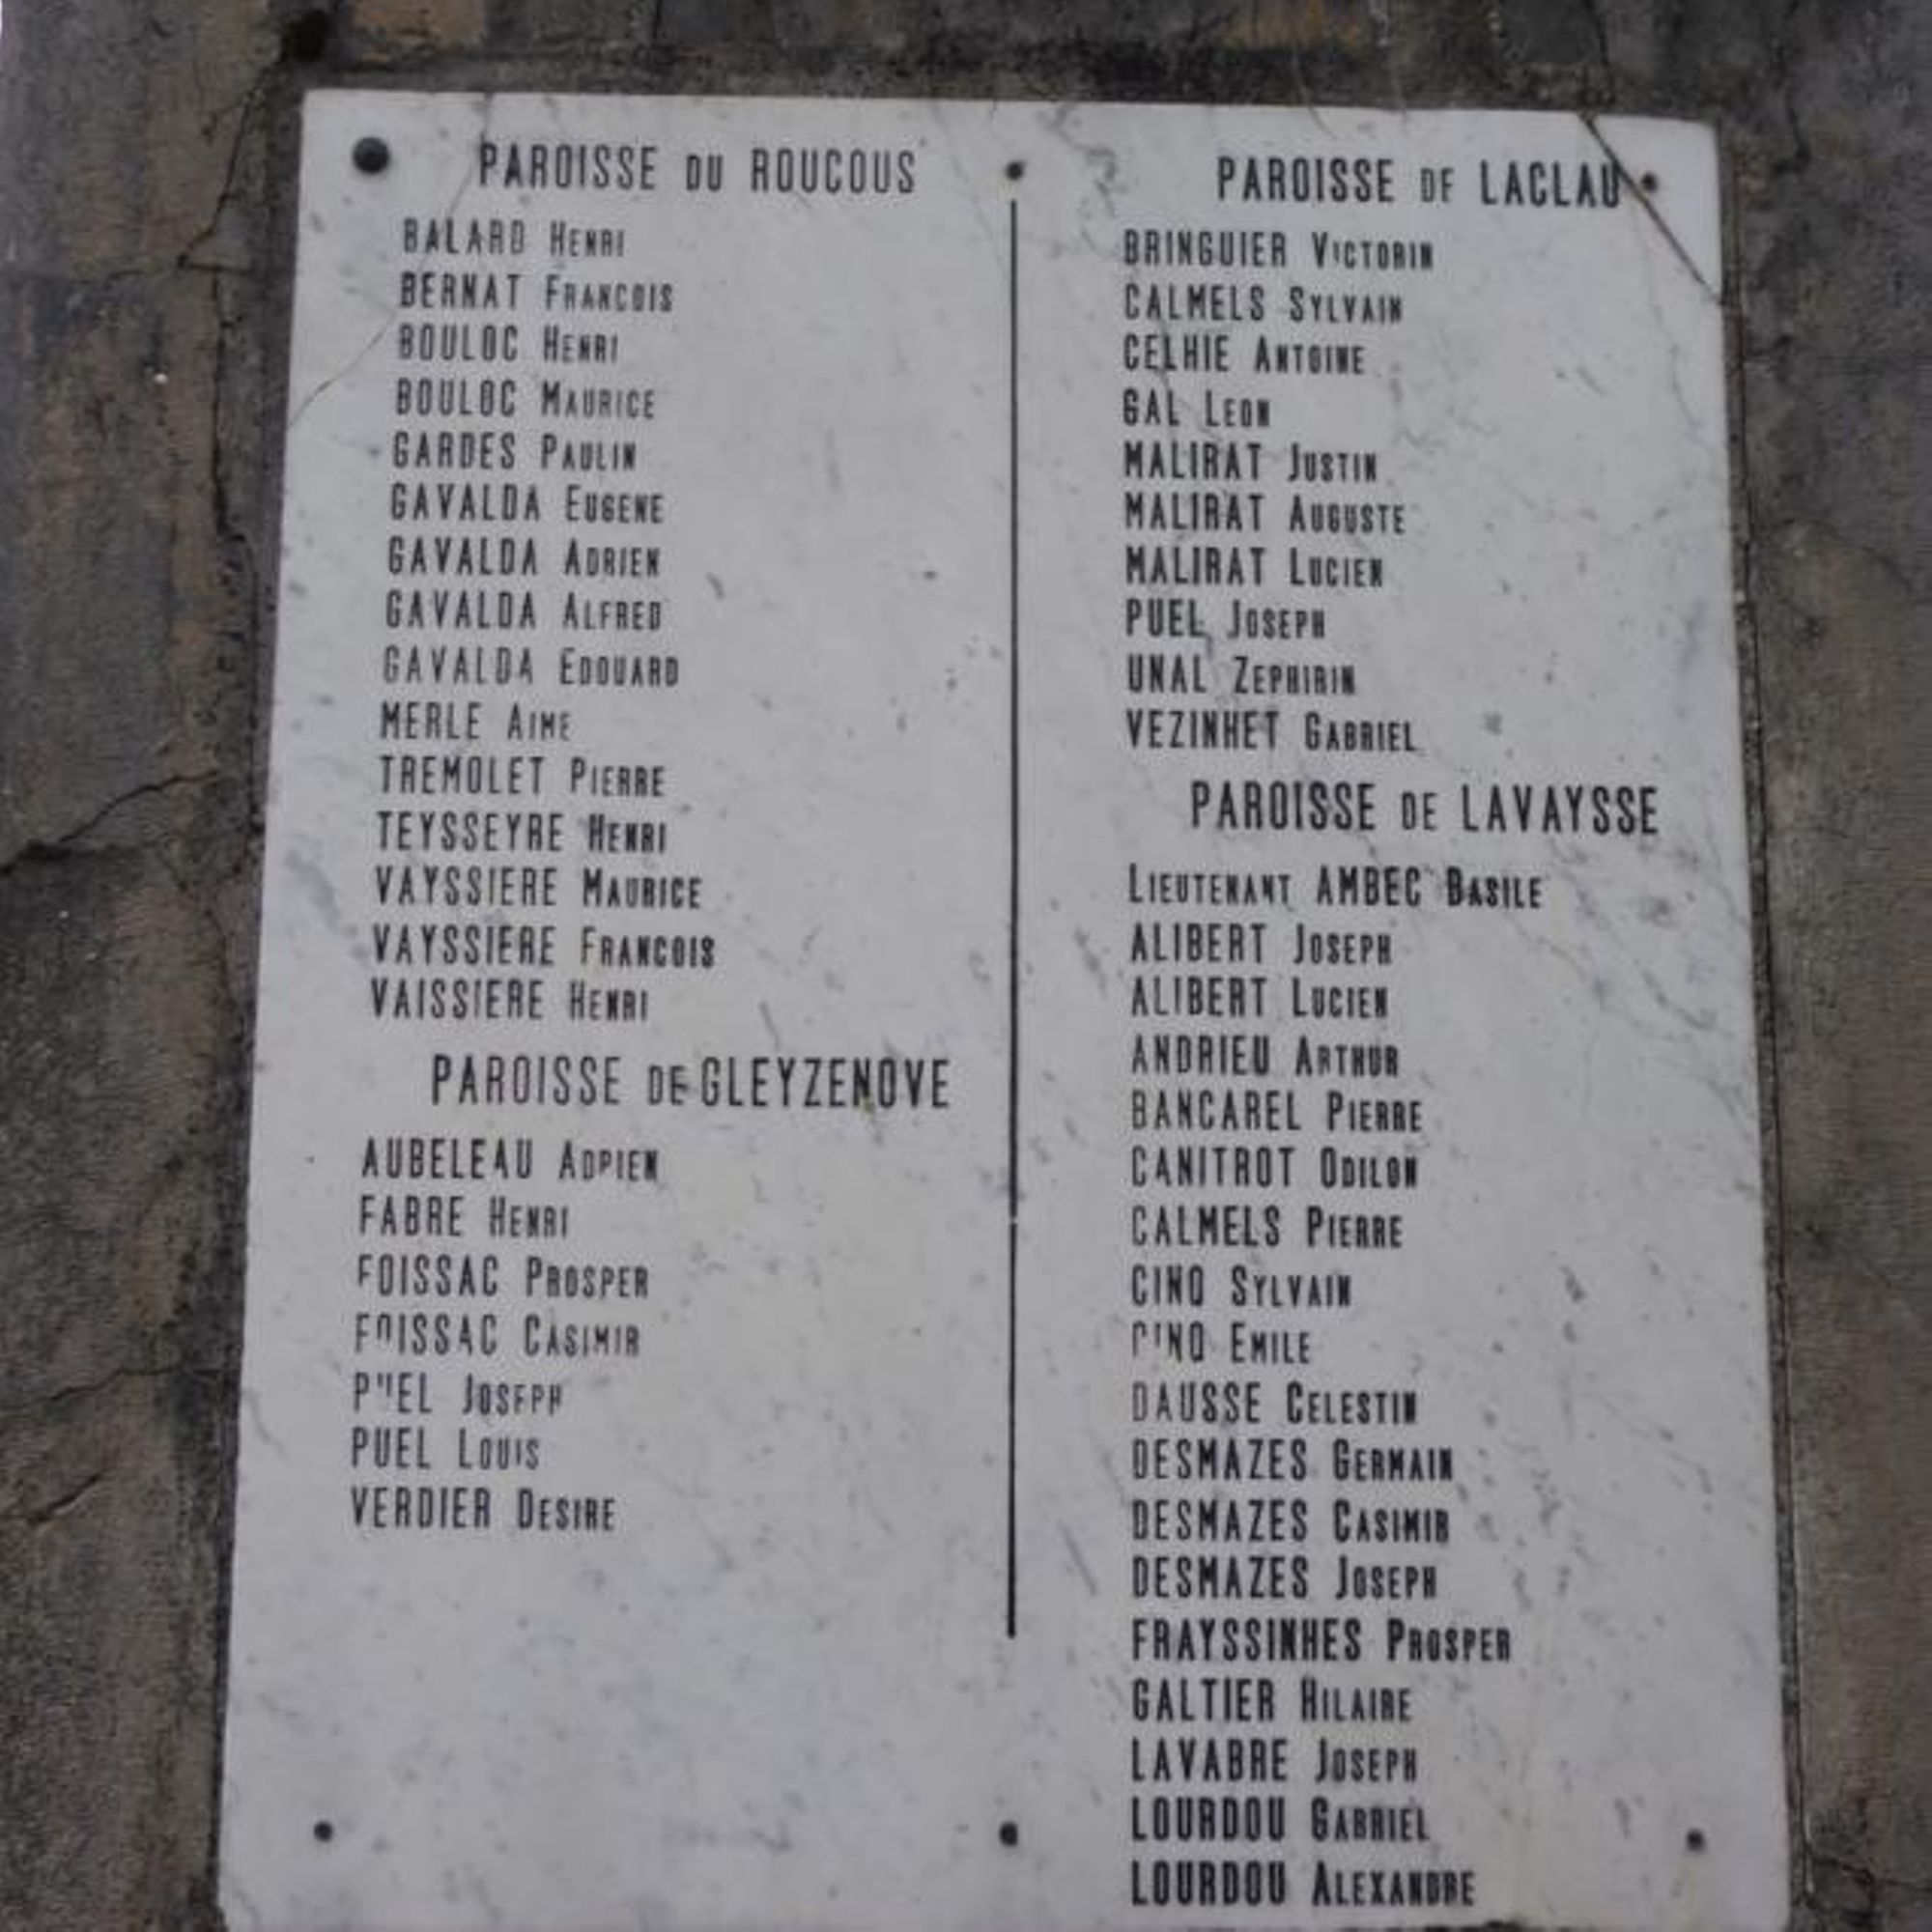 PAROISSE DU ROUCOUS
BALARD HENRI
BERNAT FRANCOIS
BOULOC HENRI
BOULOC MAURICE
GARDES PAULIN
GAVALDA EUGENE
GAVALDA ADRIEN
GAVALDA ALFRED
GAVALDA EDOUARD
MERLE AIME
TREMOLET PIERRE
TEYSSEYRE HENRI
VAYSSIERE MAURICE
VAYSSIERE FRANCOIS
VAISSIERE HENRI
PAROISSE DE GLEYZENOVE
AUBELEAU ADRIEN
FABRE HENRI
FOISSAC PROSPER
FOISSAC CASIMIR
PUEL JOSEPH
PUEL LOUIS
VERDIER DESIRE
PAROISSE DE LACLAU
BRINGUIER VICTORIN
CALMELS SYLVAIN
CELHIE ANTOINE
GAL LEON
MALIRAT JUSTIN
MALIRAT AUGUSTE
MALIRAT LUCIEN
PUEL JOSEPH
UNAL ZEPHIRIN
VEZINHET GABRIEL
PAROISSE DE LAVAYSSE
LIEUTENANT AMBEC BASILE
ALIBERT JOSEPH
ALIBERT LUCIEN
ANDRIEU ARTHUR
BANCAREL PIERRE
CANITROT ODILON
CALMELS PIERRE
CINQ SYLVAIN
CINQ EMILE
DAUSSE CELESTIN
DESMAZES GERMAIN
DESMAZES CASIMIR
DESMAZES JOSEPH
FRAYSSINHES PROSPER
GALTIER HILAIRE
LAVABRE JOSEPH
LOURDOU GABRIEL
LOURDOU ALEXANDRE